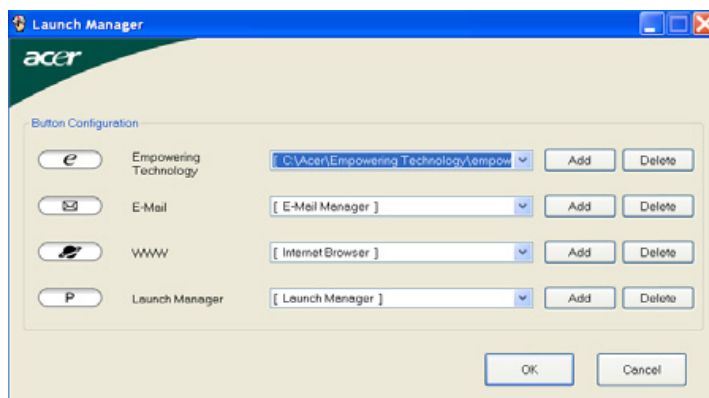 Launch Manager
acer
Button Configuration
e Empowering Technology [ C:\Acer\Empowering Technology\empow Add Delete
E-Mail [ E-Mail Manager ] Add Delete
WWW [ Internet Browser ] Add Delete
P Launch Manager [ Launch Manager ] Add Delete
OK Cancel